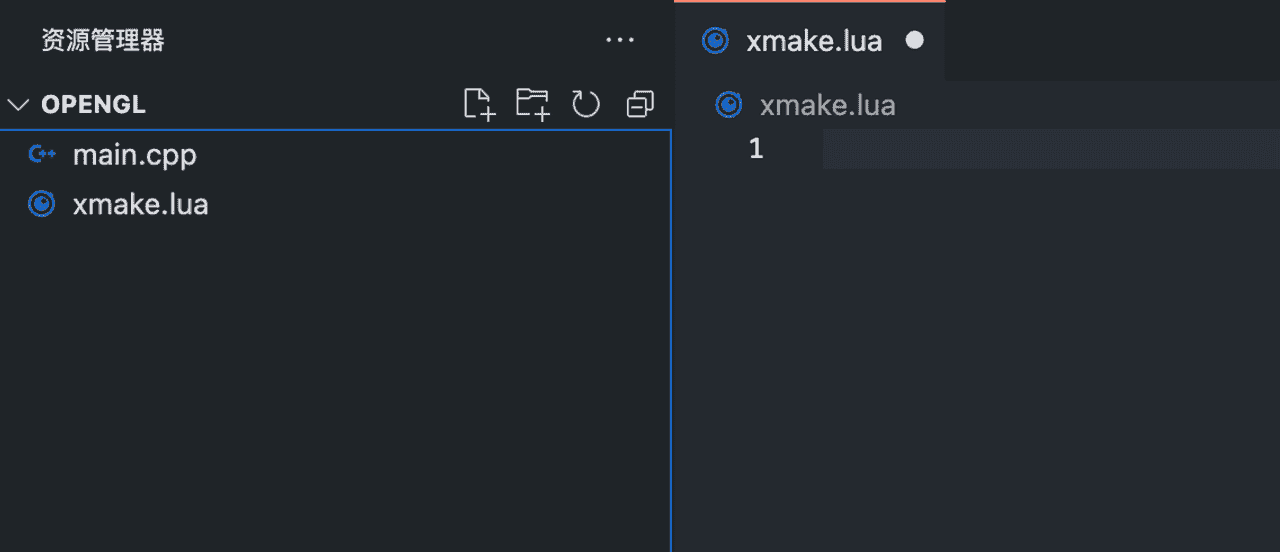 资源管理器
OPENGL
main.cpp
xmake.lua
xmake.lua
xmake.lua
1